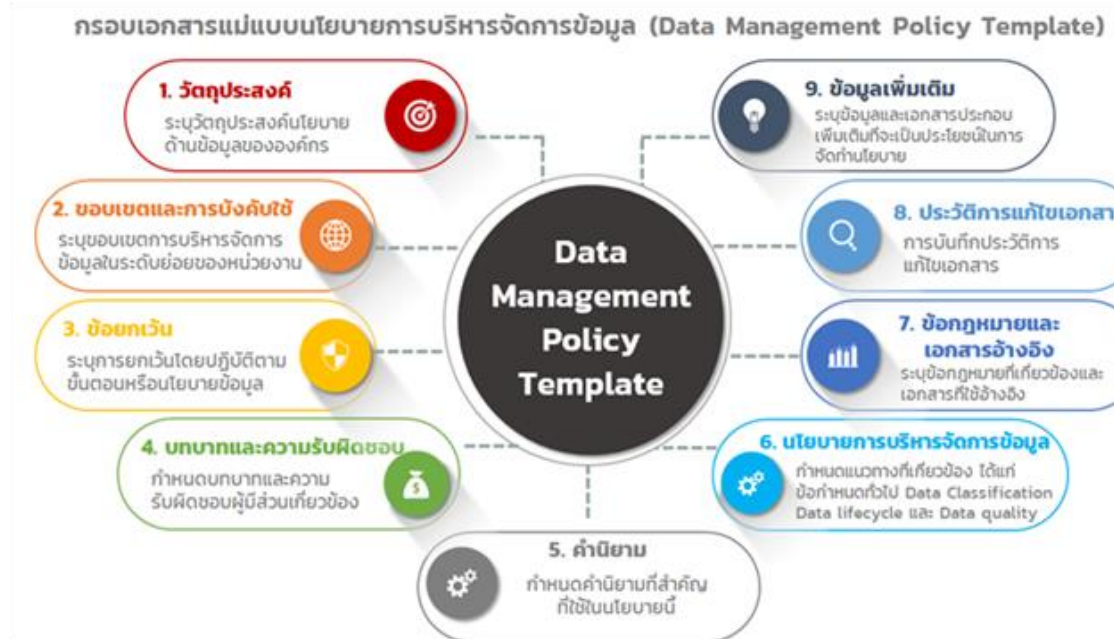 กรอบเอกสารแม่แบบนโยบายการบริหารจัดการข้อมูล (Data Management Policy Template)
1. วัตถุประสงค์
ระบุวัตถุประสงค์นโยบาย
ด้านข้อมูลขององค์กร
2. ขอบเขตและการบังคับใช้
ระบุขอบเขตการบริหารจัดการ
ข้อมูลในระดับย่อยของหน่วยงาน
3. ข้อยกเว้น
ระบุการยกเว้นโดยปฏิบัติตาม
ขั้นตอนหรือนโยบายข้อมูล
4. บทบาทและความรับผิดชอบ
กำหนดบทบาทและความ
รับผิดชอบผู้มีส่วนเกี่ยวข้อง
5. คำนิยาม
กำหนดคำนิยามที่สำคัญ
ที่ใช้ในนโยบายนี้
6. นโยบายการบริหารจัดการข้อมูล
กำหนดแนวทางที่เกี่ยวข้อง ได้แก่
ข้อกำหนดทั่วไป Data Classification
Data lifecycle และ Data quality
7. ข้อกฎหมายและ
เอกสารอ้างอิง
ระบุข้อกฎหมายที่เกี่ยวข้องและ
เอกสารที่ใช้อ้างอิง
8. ประวัติการแก้ไขเอกสาร
การบันทึกประวัติการ
แก้ไขเอกสาร
9. ข้อมูลเพิ่มเติม
ระบุข้อมูลและเอกสารประกอบ
เพิ่มเติมที่จะเป็นประโยชน์ในการ
จัดทำนโยบาย
Data
Management
Policy
Template